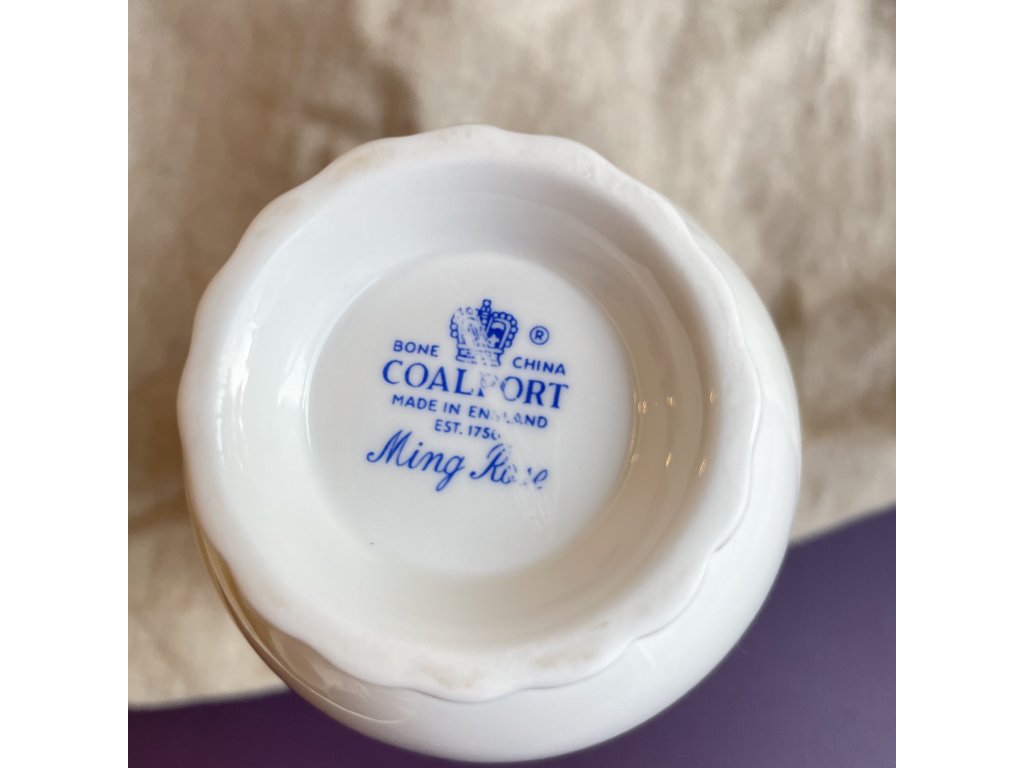 ®
BONE CHINA
COALPORT
MADE IN ENGLAND
EST. 1750
Ming Rose